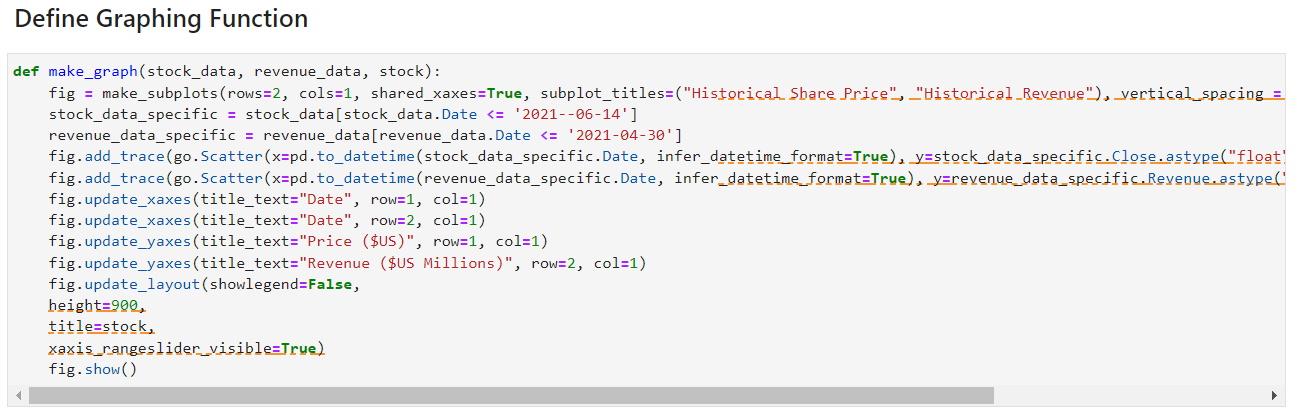 Define Graphing Function
def make_graph(stock_data, revenue_data, stock):
    fig = make_subplots(rows=2, cols=1, shared_xaxes=True, subplot_titles=("Historical Share Price", "Historical Revenue"), vertical_spacing =
    stock_data_specific = stock_data[stock_data.Date <= '2021--06-14']
    revenue_data_specific = revenue_data[revenue_data.Date <= '2021-04-30']
    fig.add_trace(go.Scatter(x=pd.to_datetime(stock_data_specific.Date, infer_datetime_format=True), y=stock_data_specific.Close.astype("float"
    fig.add_trace(go.Scatter(x=pd.to_datetime(revenue_data_specific.Date, infer_datetime_format=True), y=revenue_data_specific.Revenue.astype("
    fig.update_xaxes(title_text="Date", row=1, col=1)
    fig.update_xaxes(title_text="Date", row=2, col=1)
    fig.update_yaxes(title_text="Price ($US)", row=1, col=1)
    fig.update_yaxes(title_text="Revenue ($US Millions)", row=2, col=1)
    fig.update_layout(showlegend=False,
    height=900,
    title=stock,
    xaxis_rangeslider_visible=True)
    fig.show()